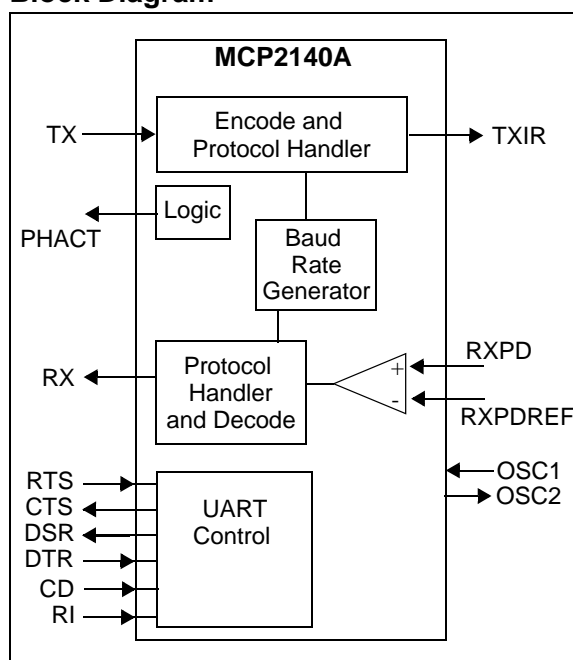 Block Diagram
MCP2140A
TX
Encode and
Protocol Handler
TXIR
Logic
PHACT
Baud
Rate
Generator
RX
Protocol
Handler
and Decode
+
-
RXPD
RXPDREF
RTS
CTS
DSR
DTR
CD
RI
UART
Control
OSC1
OSC2